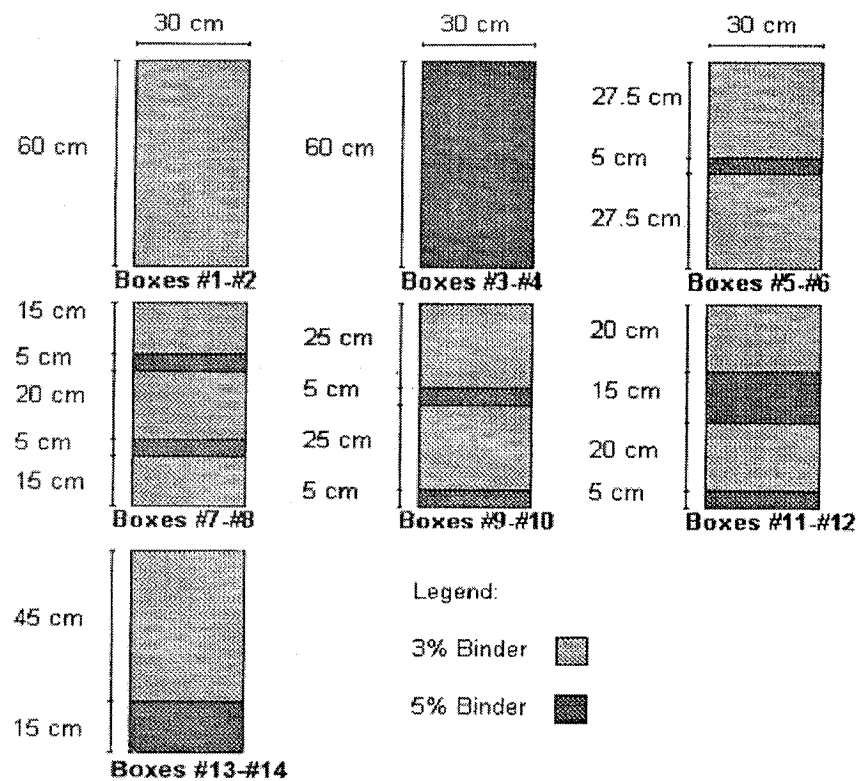 30 cm
30 cm
30 cm
60 cm
60 cm
27.5 cm
5 cm
27.5 cm
Boxes #1-#2
Boxes #3-#4
Boxes #5-#6
15 cm
5 cm
20 cm
5 cm
15 cm
Boxes #7-#8
25 cm
5 cm
25 cm
5 cm
Boxes #9-#10
20 cm
15 cm
20 cm
5 cm
Boxes #11-#12
45 cm
15 cm
Boxes #13-#14
Legend:
3% Binder
5% Binder